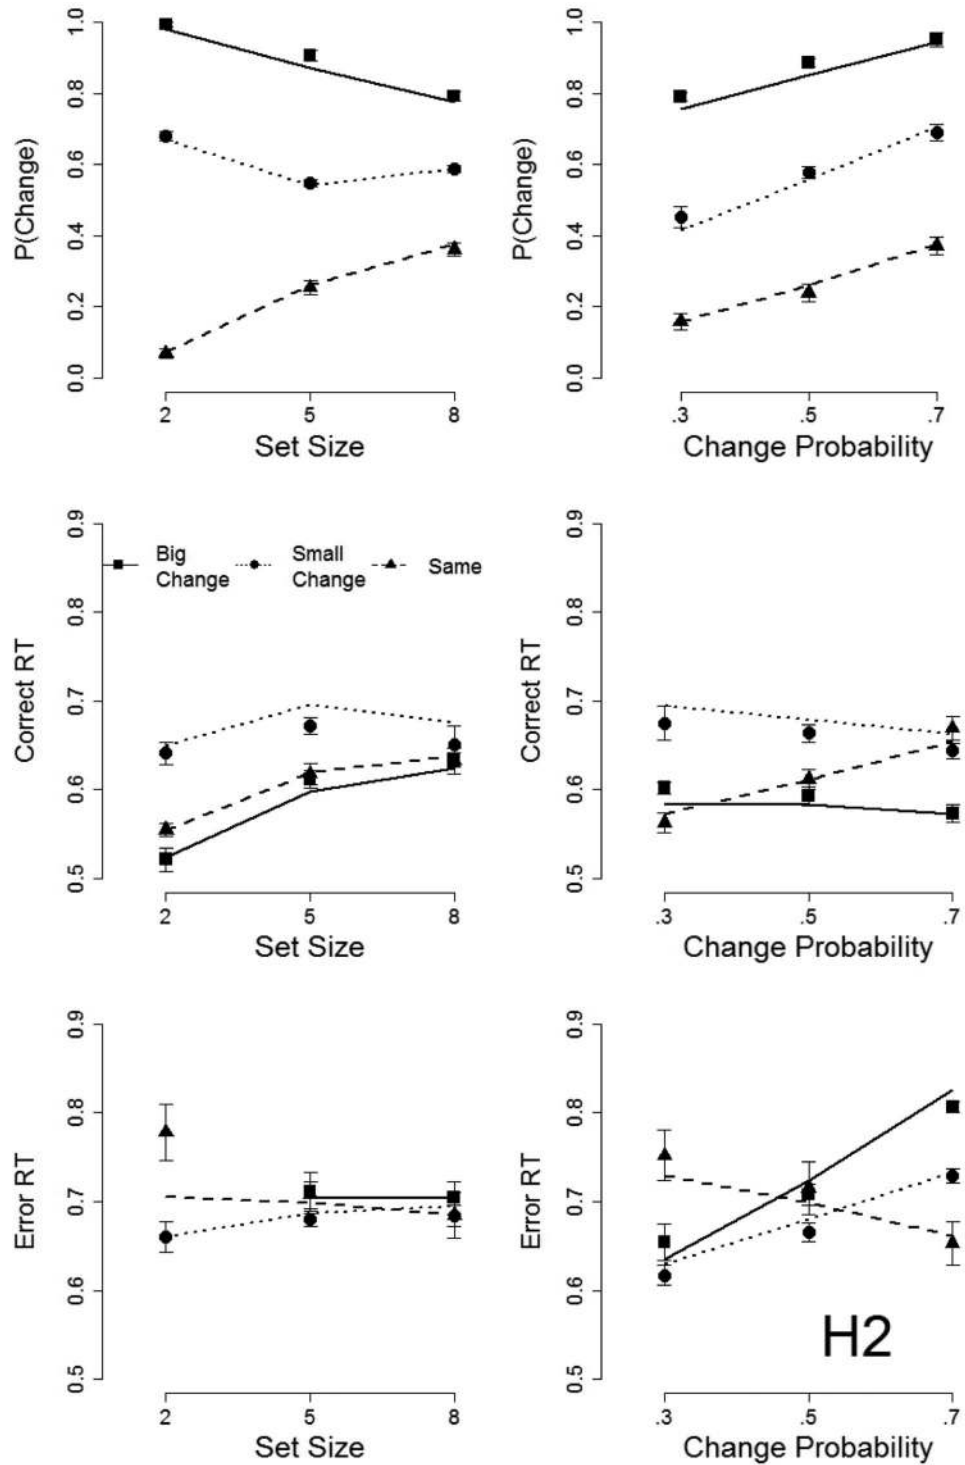 P(Change)
1.0
0.8
0.6
0.4
0.2
0.0
2
5
8
Set Size
P(Change)
1.0
0.8
0.6
0.4
0.2
0.0
.3
.5
.7
Change Probability
Correct RT
0.9
0.8
0.7
0.6
0.5
Big
Change
Small
Change
Same
2
5
8
Set Size
Correct RT
0.9
0.8
0.7
0.6
0.5
.3
.5
.7
Change Probability
Error RT
0.9
0.8
0.7
0.6
0.5
2
5
8
Set Size
Error RT
0.9
0.8
0.7
0.6
0.5
H2
.3
.5
.7
Change Probability